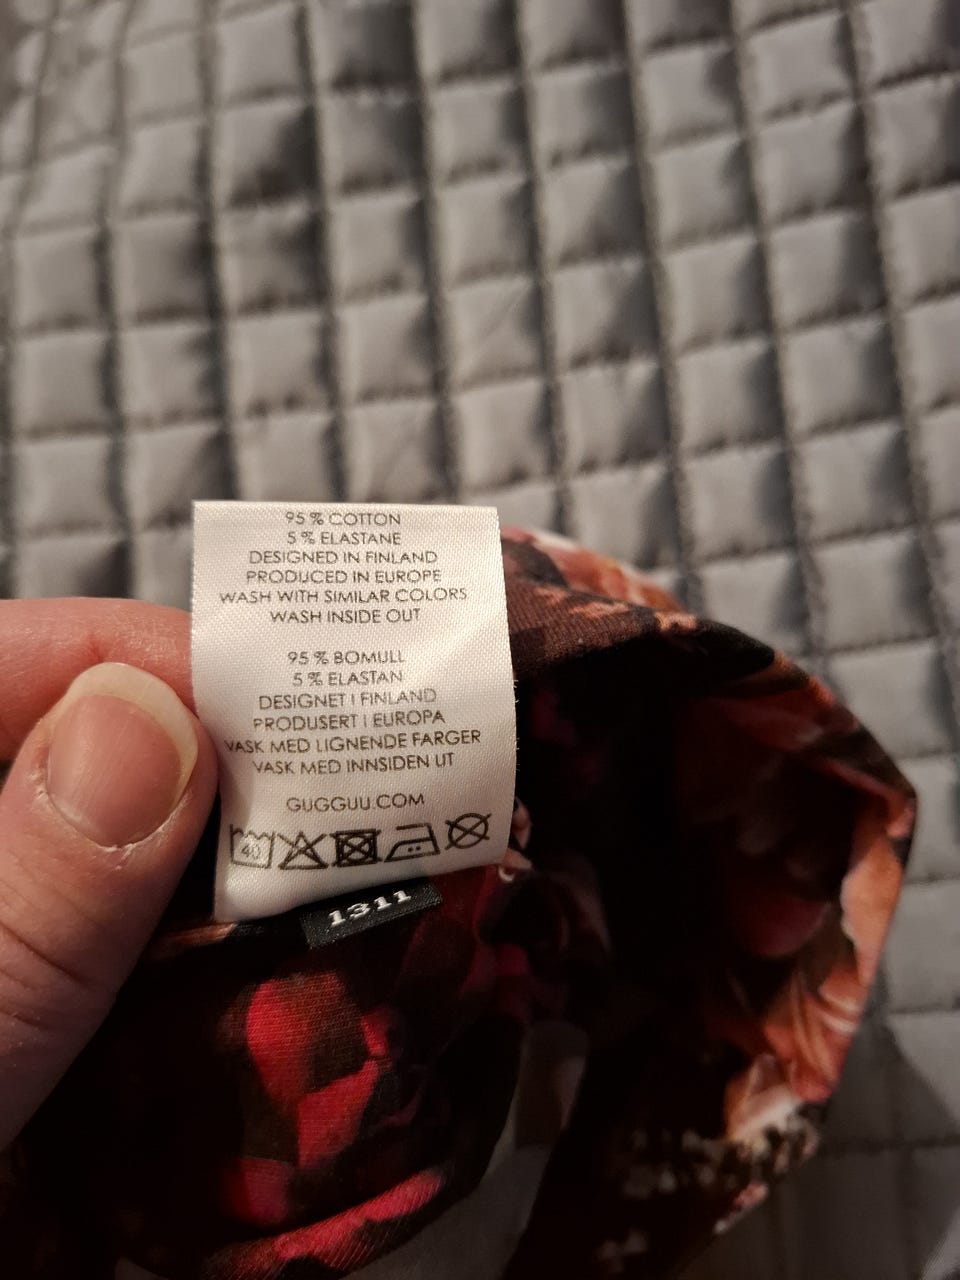 95 % COTTON
5 % ELASTANE
DESIGNED IN FINLAND
PRODUCED IN EUROPE
WASH WITH SIMILAR COLORS
WASH INSIDE OUT
95 % BOMULL
5 % ELASTAN
DESIGNET I FINLAND
PRODUSERT I EUROPA
VASK MED LIGNENDE FARGER
VASK MED INNSIDEN UT
GUGGUU.COM
40
1311